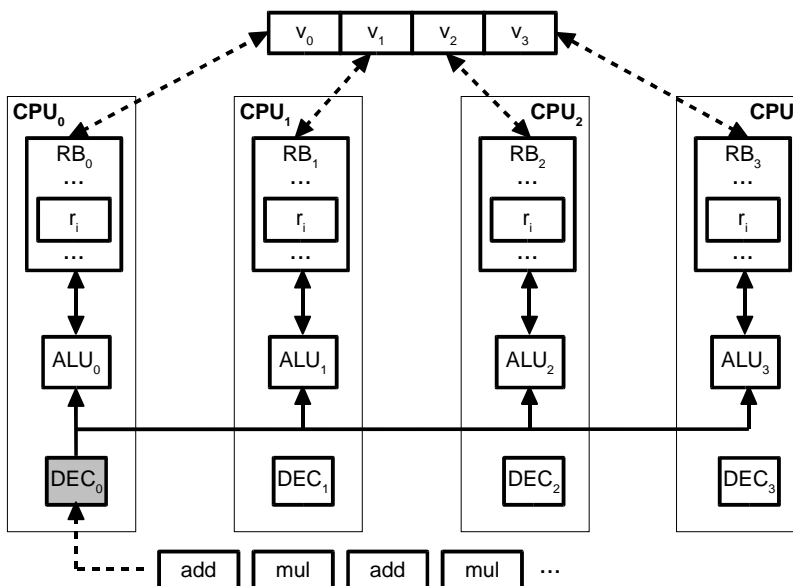 v₀ v₁ v₂ v₃
CPU₀ CPU₁ CPU₂ CPU
RB₀ RB₁ RB₂ RB₃
... ... ... ...
rᵢ rᵢ rᵢ rᵢ
... ... ... ...
ALU₀ ALU₁ ALU₂ ALU₃
DEC₀ DEC₁ DEC₂ DEC₃
add mul add mul ...